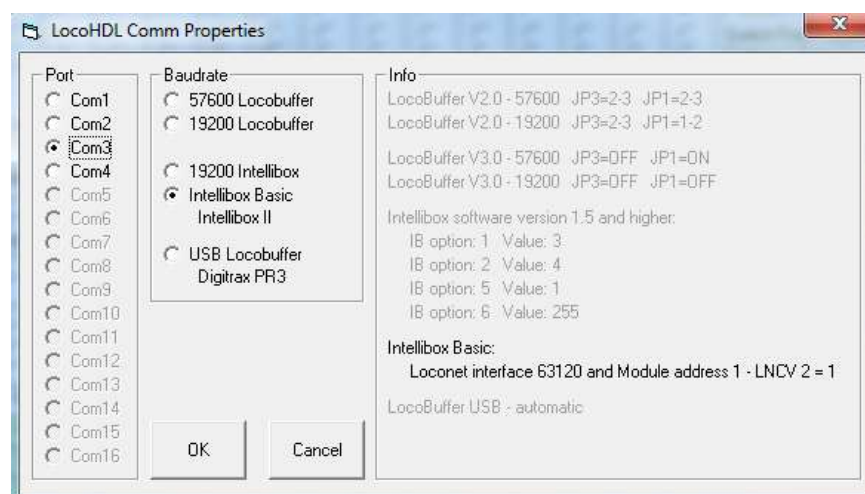 LocoHDL Comm Properties
Port
Com1
Com2
Com3
Com4
Com5
Com6
Com7
Com8
Com9
Com10
Com11
Com12
Com13
Com14
Com15
Com16
Baudrate
57600 Locobuffer
19200 Locobuffer
19200 Intellibox
Intellibox Basic
Intellibox II
USB Locobuffer
Digitrax PR3
OK
Cancel
Info
LocoBuffer V2.0 - 57600 JP3=2-3 JP1=2-3
LocoBuffer V2.0 - 19200 JP3=2-3 JP1=1-2
LocoBuffer V3.0 - 57600 JP3=OFF JP1=ON
LocoBuffer V3.0 - 19200 JP3=OFF JP1=OFF
Intellibox software version 1.5 and higher:
IB option: 1 Value: 3
IB option: 2 Value: 4
IB option: 5 Value: 1
IB option: 6 Value: 255
Intellibox Basic:
Loconet interface 63120 and Module address 1 - LNCV 2 = 1
LocoBuffer USB - automatic